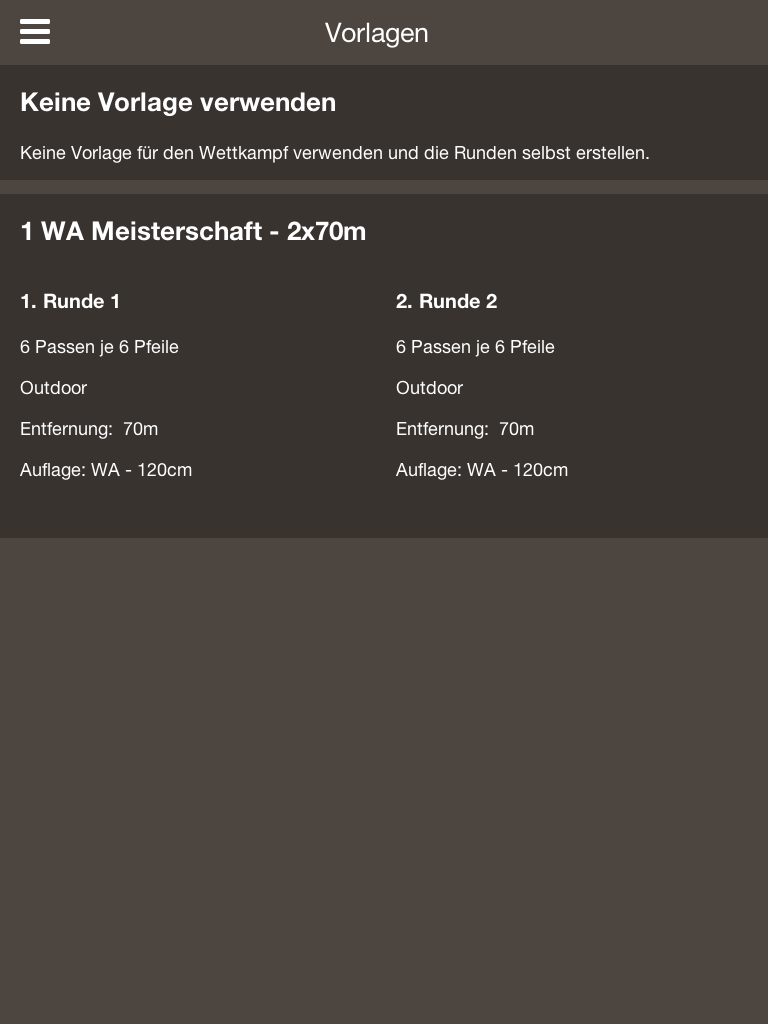 Vorlagen
Keine Vorlage verwenden
Keine Vorlage für den Wettkampf verwenden und die Runden selbst erstellen.
1 WA Meisterschaft - 2x70m
1. Runde 1
6 Passen je 6 Pfeile
Outdoor
Entfernung:  70m
Auflage: WA - 120cm
2. Runde 2
6 Passen je 6 Pfeile
Outdoor
Entfernung:  70m
Auflage: WA - 120cm